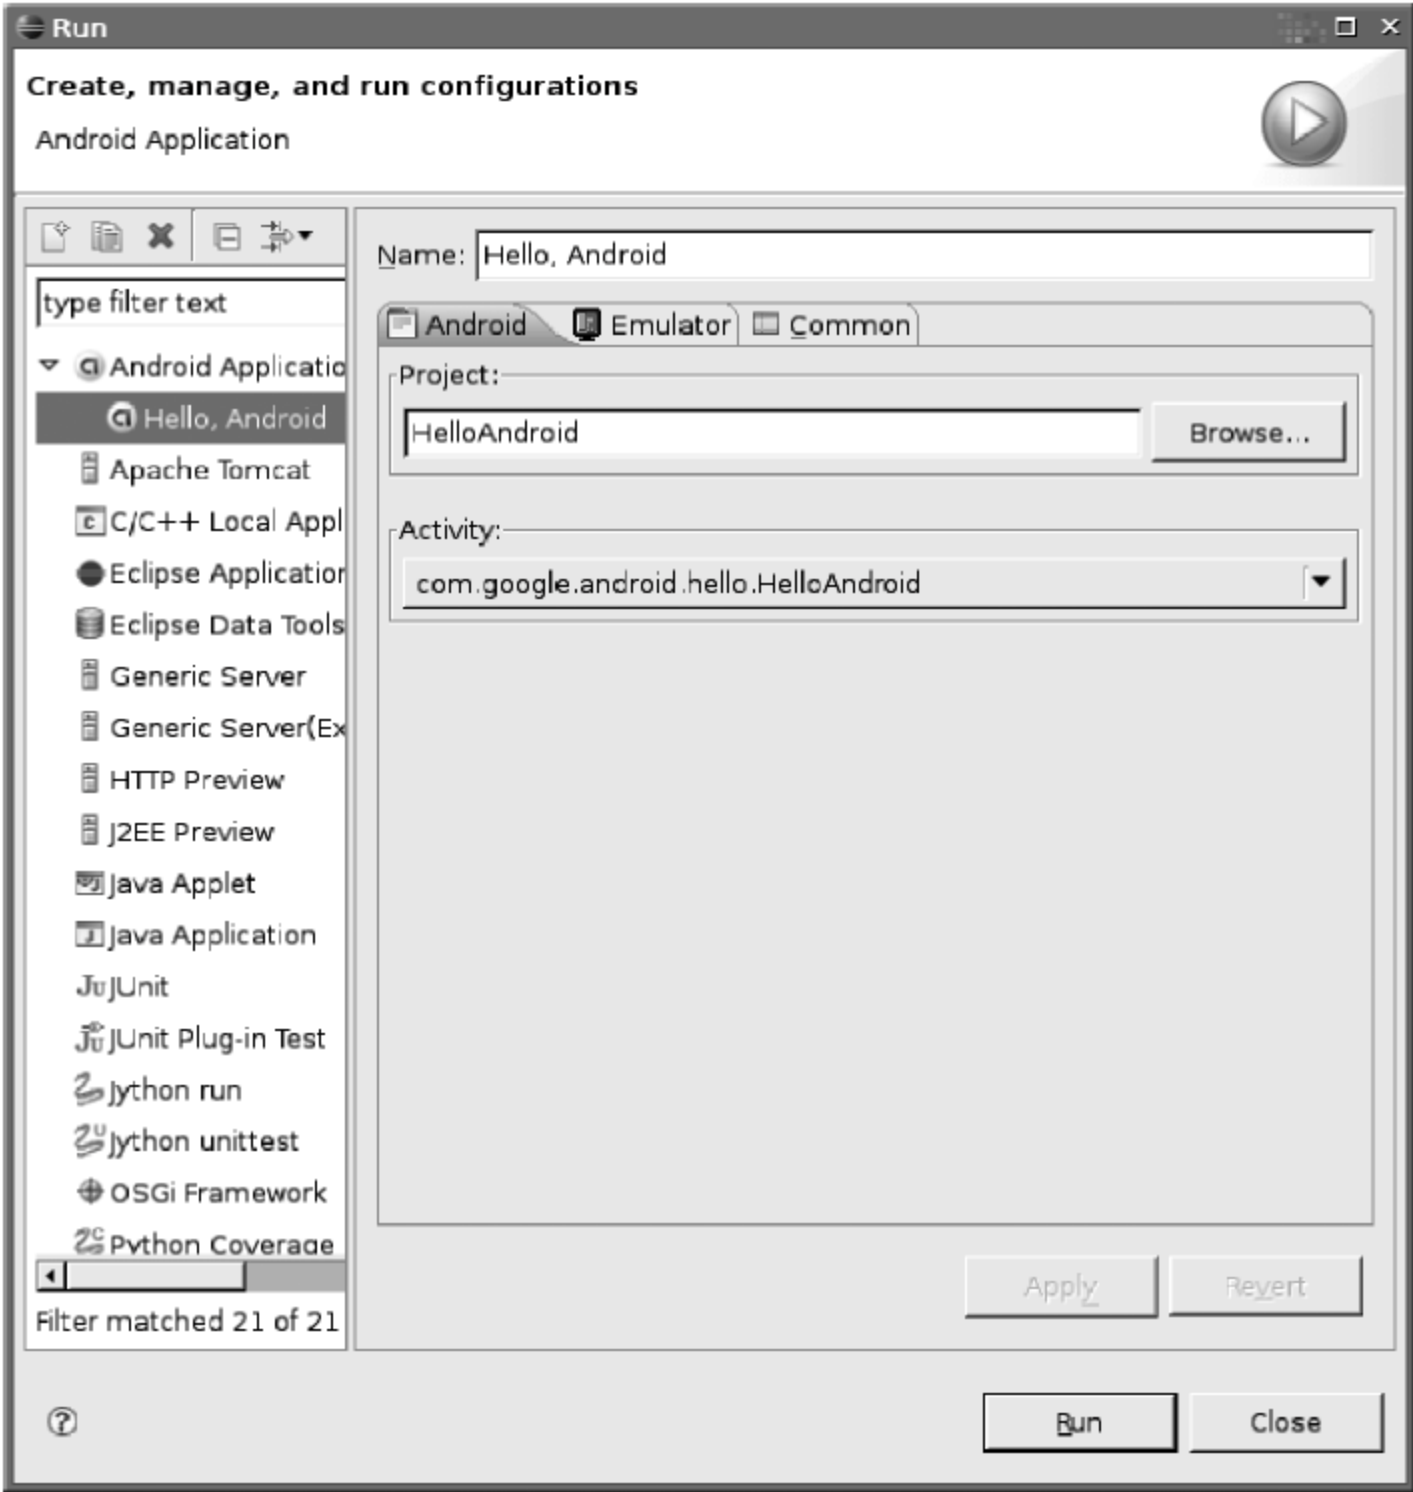 Run
Create, manage, and run configurations
Android Application
type filter text
Android Applicatio
Hello, Android
Apache Tomcat
C/C++ Local Appl
Eclipse Application
Eclipse Data Tools
Generic Server
Generic Server(Ex
HTTP Preview
J2EE Preview
Java Applet
Java Application
JUnit
JUnit Plug-in Test
Jython run
Jython unittest
OSGi Framework
Python Coverage
Filter matched 21 of 21
Name: Hello, Android
Android Emulator Common
Project:
HelloAndroid Browse...
Activity:
com.google.android.hello.HelloAndroid
Apply Revert
Run Close